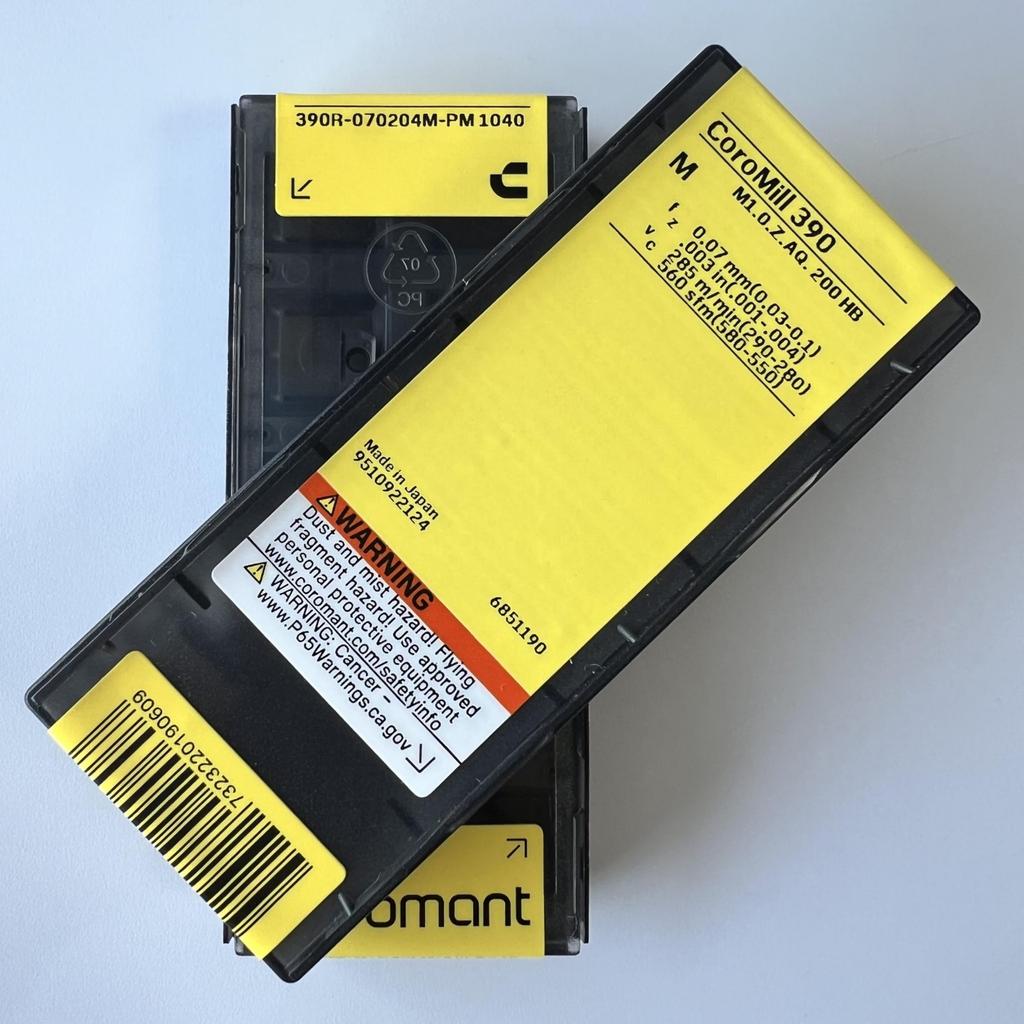 390R-070204M-PM 1040
07
PC
CoroMill 390
M M1.0.Z.AQ. 200 HB
fz 0.07 mm(0.03-0.1)
.003 in(.001-.004)
vc 285 m/min(290-280)
560 sfm(580-550)
Made in Japan
9510922124
6851190
WARNING
Dust and mist hazard! Flying
fragment hazard! Use approved
personal protective equipment
www.coromant.com/safetyinfo
WARNING: Cancer –
www.P65Warnings.ca.gov
7323220190609
omant